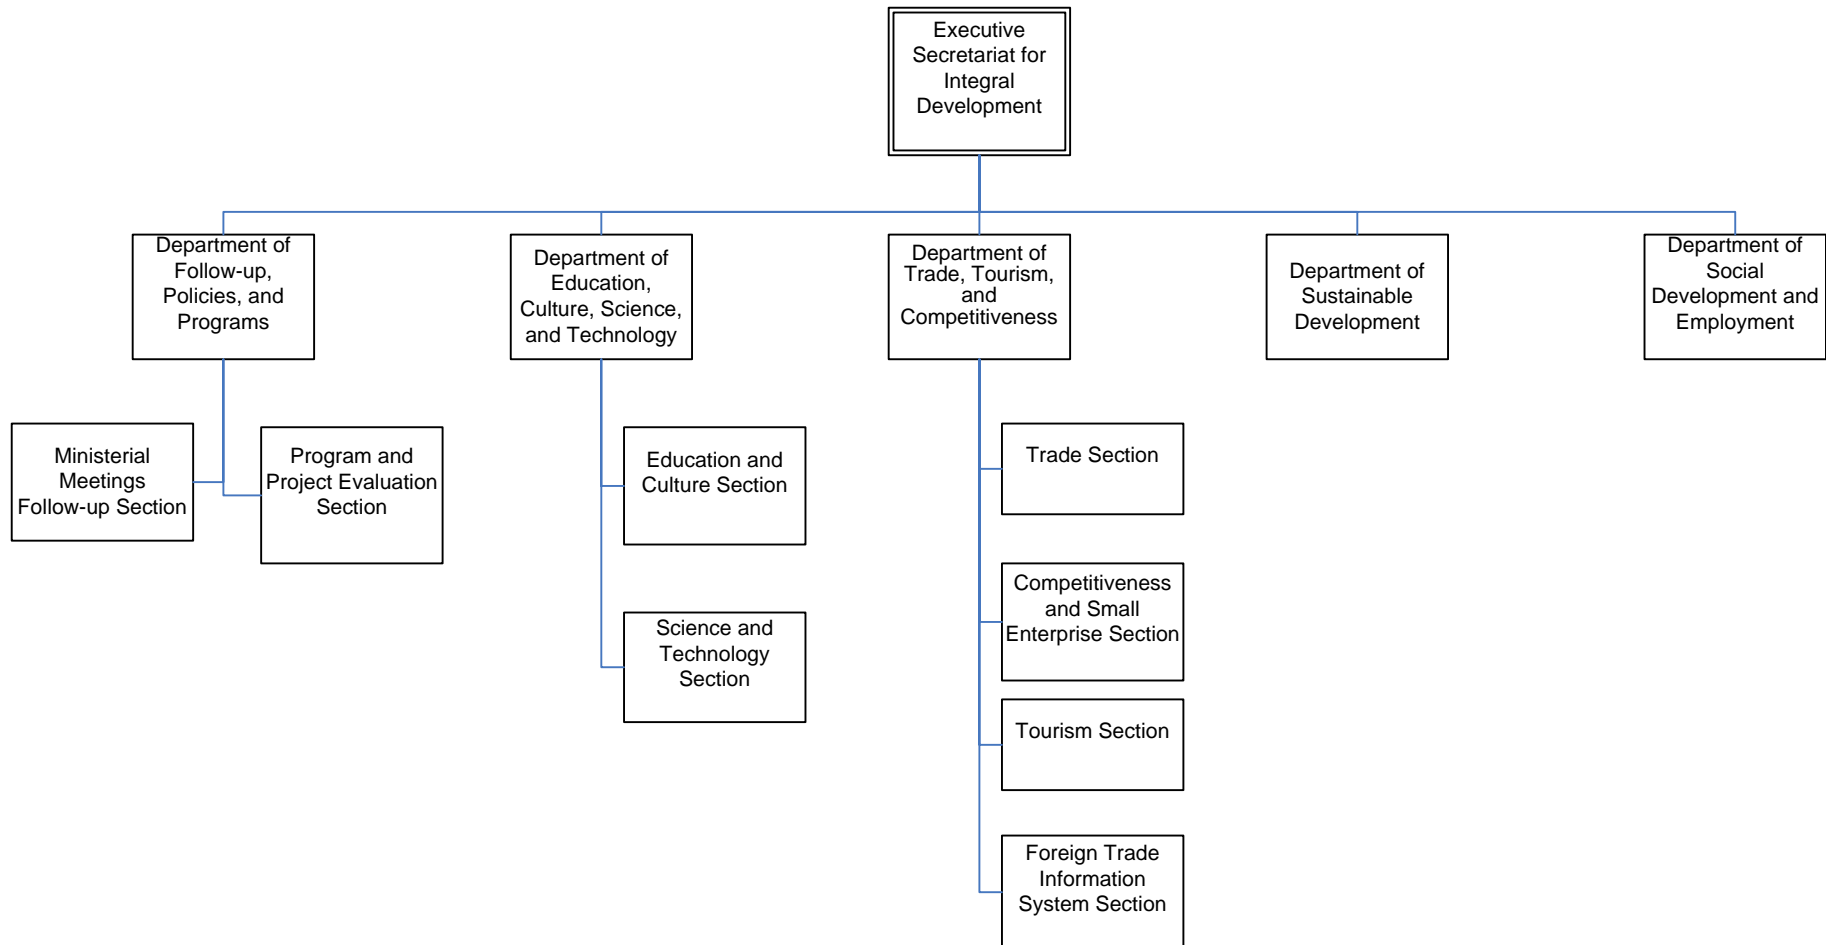 Executive
Secretariat for
Integral
Development
Department of
Follow-up,
Policies, and
Programs
Department of
Education,
Culture, Science,
and Technology
Department of
Trade, Tourism,
and
Competitiveness
Department of
Sustainable
Development
Department of
Social
Development and
Employment
Ministerial
Meetings
Follow-up Section
Program and
Project Evaluation
Section
Education and
Culture Section
Trade Section
Competitiveness
and Small
Enterprise Section
Science and
Technology
Section
Tourism Section
Foreign Trade
Information
System Section